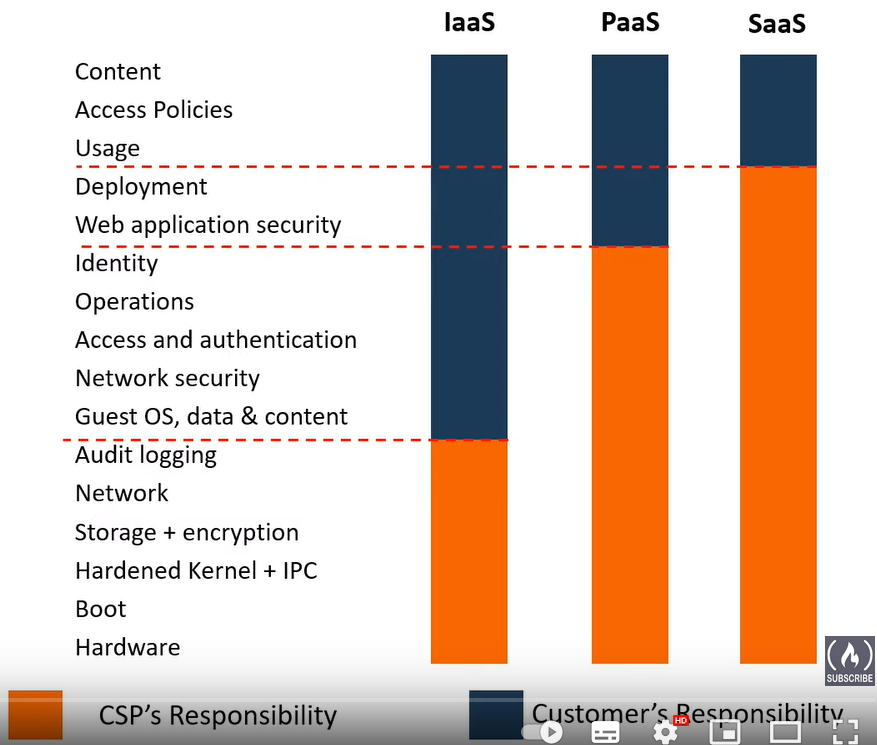 IaaS PaaS SaaS
Content
Access Policies
Usage
Deployment
Web application security
Identity
Operations
Access and authentication
Network security
Guest OS, data & content
Audit logging
Network
Storage + encryption
Hardened Kernel + IPC
Boot
Hardware
SUBSCRIBE
CSP's Responsibility Customer's Responsibility
HD